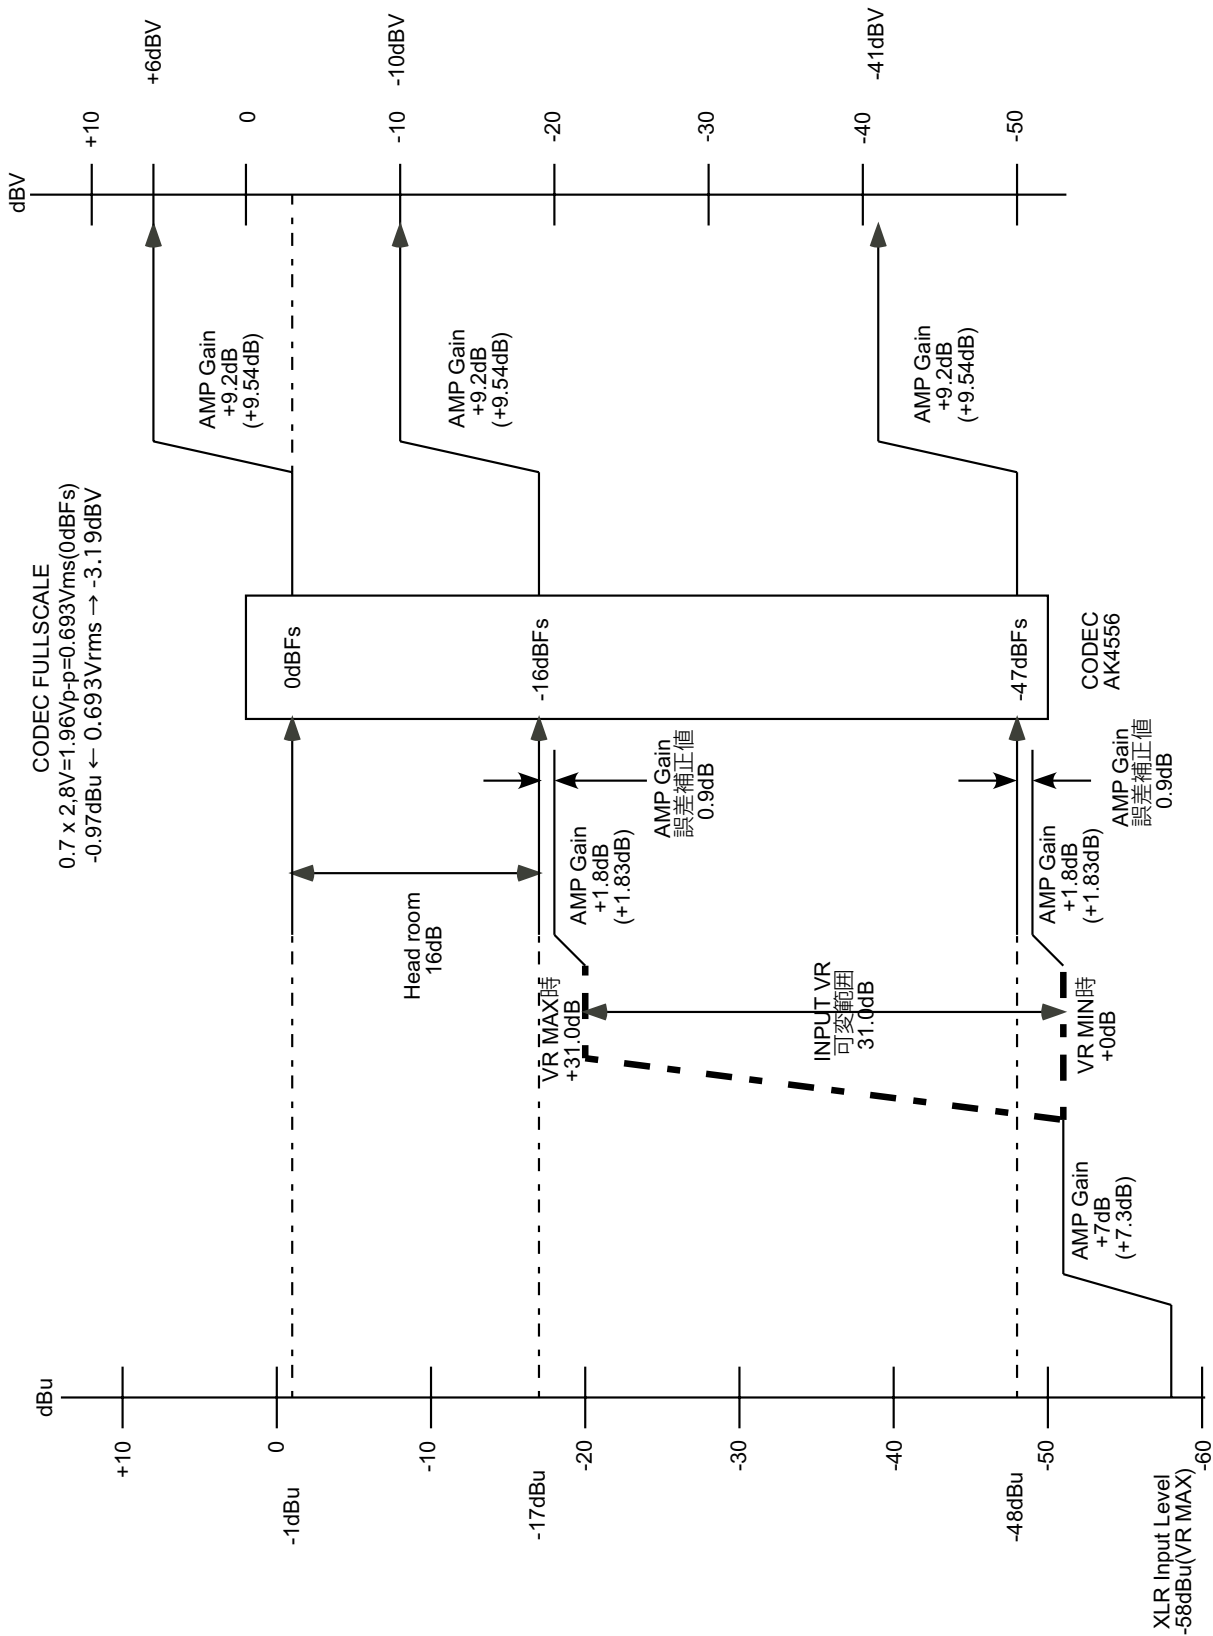 CODEC FULLSCALE
0.7 x 2,8V=1.96Vp-p=0.693Vms(0dBFs)
-0.97dBu ← 0.693Vrms → -3.19dBV
dBu
+10
0
-1dBu
-10
-17dBu
-20
-30
-40
-48dBu
-50
-60
XLR Input Level
-58dBu(VR MAX)
AMP Gain
+7dB
(+7.3dB)
VR MAX時
+31.0dB
INPUT VR
可変範囲
31.0dB
VR MIN時
+0dB
Head room
16dB
AMP Gain
+1.8dB
(+1.83dB)
AMP Gain
誤差補正値
0.9dB
AMP Gain
+1.8dB
(+1.83dB)
AMP Gain
誤差補正値
0.9dB
0dBFs
-16dBFs
-47dBFs
CODEC
AK4556
AMP Gain
+9.2dB
(+9.54dB)
AMP Gain
+9.2dB
(+9.54dB)
AMP Gain
+9.2dB
(+9.54dB)
dBV
+10
+6dBV
0
-10
-10dBV
-20
-30
-40
-41dBV
-50